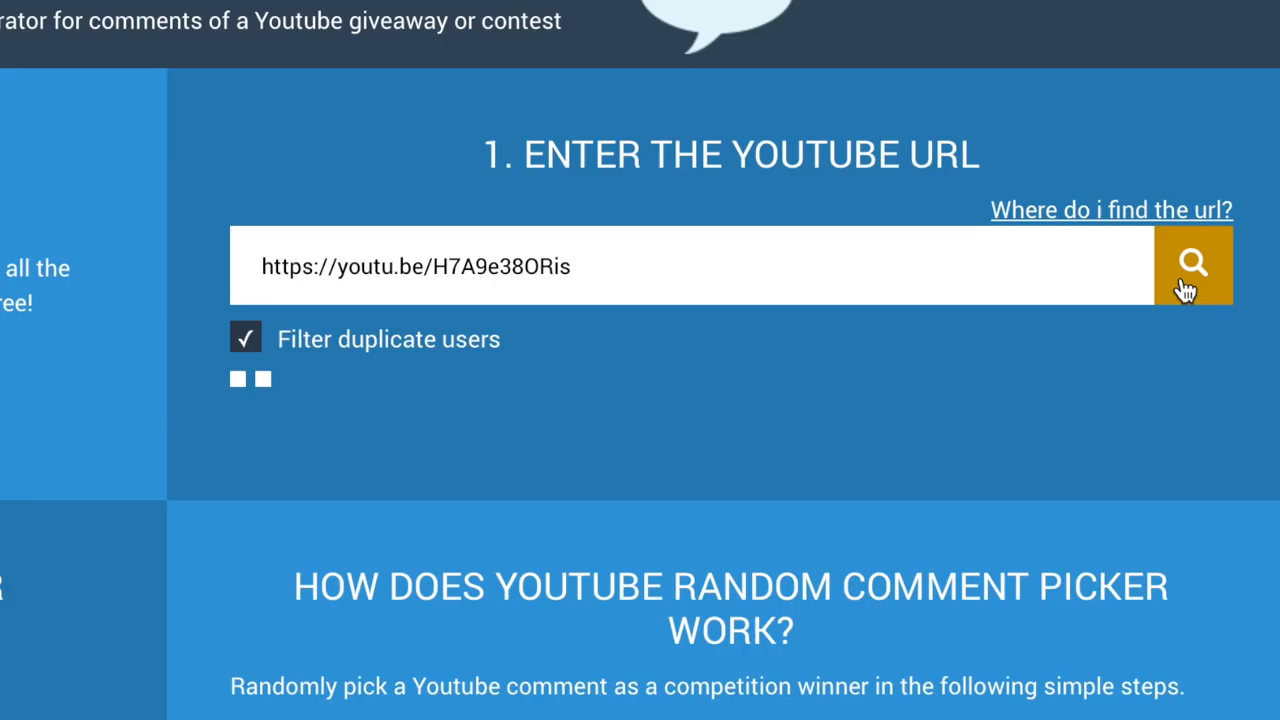 rator for comments of a Youtube giveaway or contest
1. ENTER THE YOUTUBE URL
Where do i find the url?
https://youtu.be/H7A9e38ORis
all the
ree!
✓ Filter duplicate users
R
HOW DOES YOUTUBE RANDOM COMMENT PICKER
WORK?
Randomly pick a Youtube comment as a competition winner in the following simple steps.